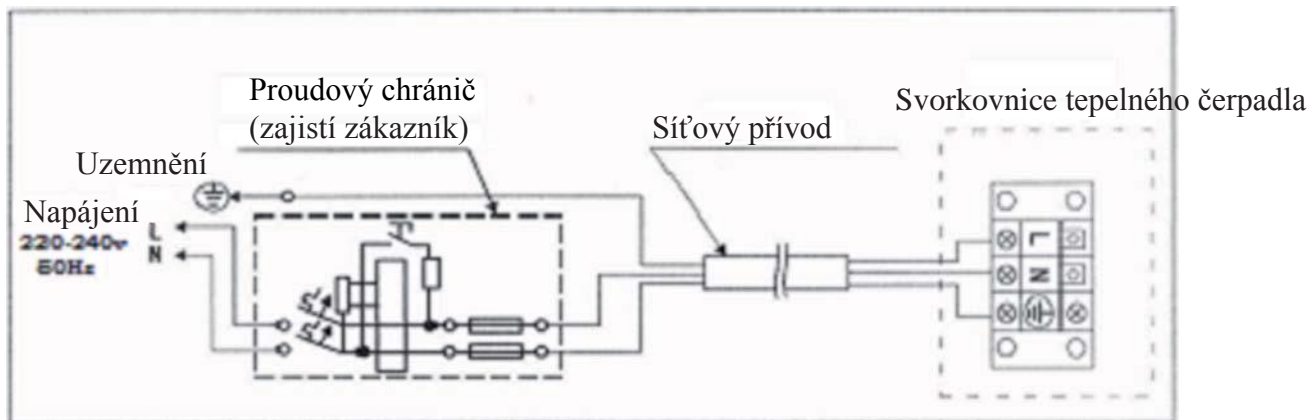 Proudový chránič
(zajistí zákazník)
Síťový přívod
Svorkovnice tepelného čerpadla
Uzemnění
Napájení
220-240v
50Hz
L
N
L
N